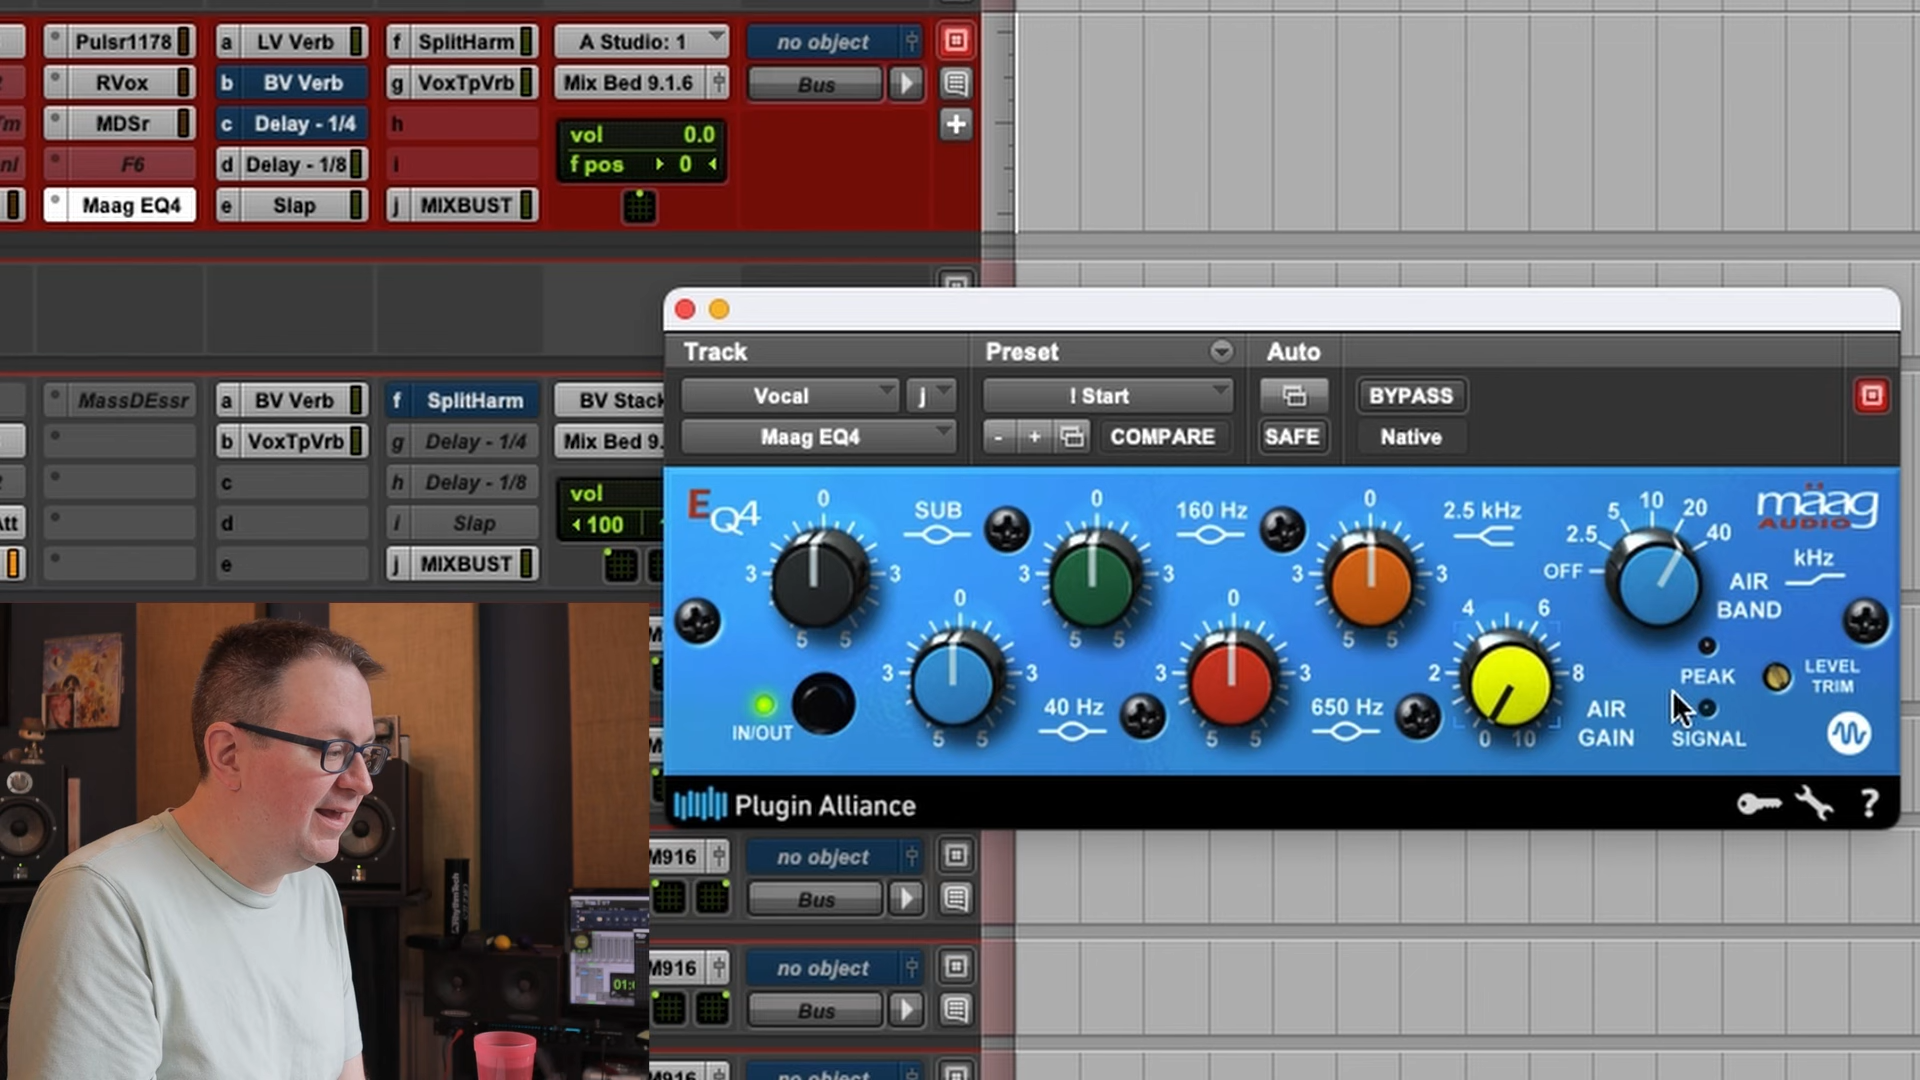 Pulsr1178 a LV Verb f SplitHarm A Studio: 1 no object
RVox b BV Verb g VoxTpVrb Mix Bed 9.1.6 Bus
MDSr c Delay - 1/4 h
vol 0.0
F6 d Delay - 1/8 i
f pos 0
Maag EQ4 e Slap j MIXBUST
MassDEssr a BV Verb f SplitHarm BV Stack
b VoxTpVrb g Delay - 1/4 Mix Bed 9.
c h Delay - 1/8
vol
d i Slap
100
e j MIXBUST
Track Preset Auto
Vocal j ! Start BYPASS
Maag EQ4 - + COMPARE SAFE Native
EQ4 0 SUB 0 160 Hz 0 2.5 kHz 2.5 5 10 20 40 mäag
AUDIO
kHz
3 3 3 3 3 3 OFF AIR
BAND
5 5 0 5 5 0 5 5 4 6
3 3 3 3 2 8 PEAK LEVEL
TRIM
IN/OUT 40 Hz 650 Hz AIR
GAIN SIGNAL
5 5 5 5 0 10
Plugin Alliance ?
M916 no object
Bus
M916 no object
Bus
M916 no object